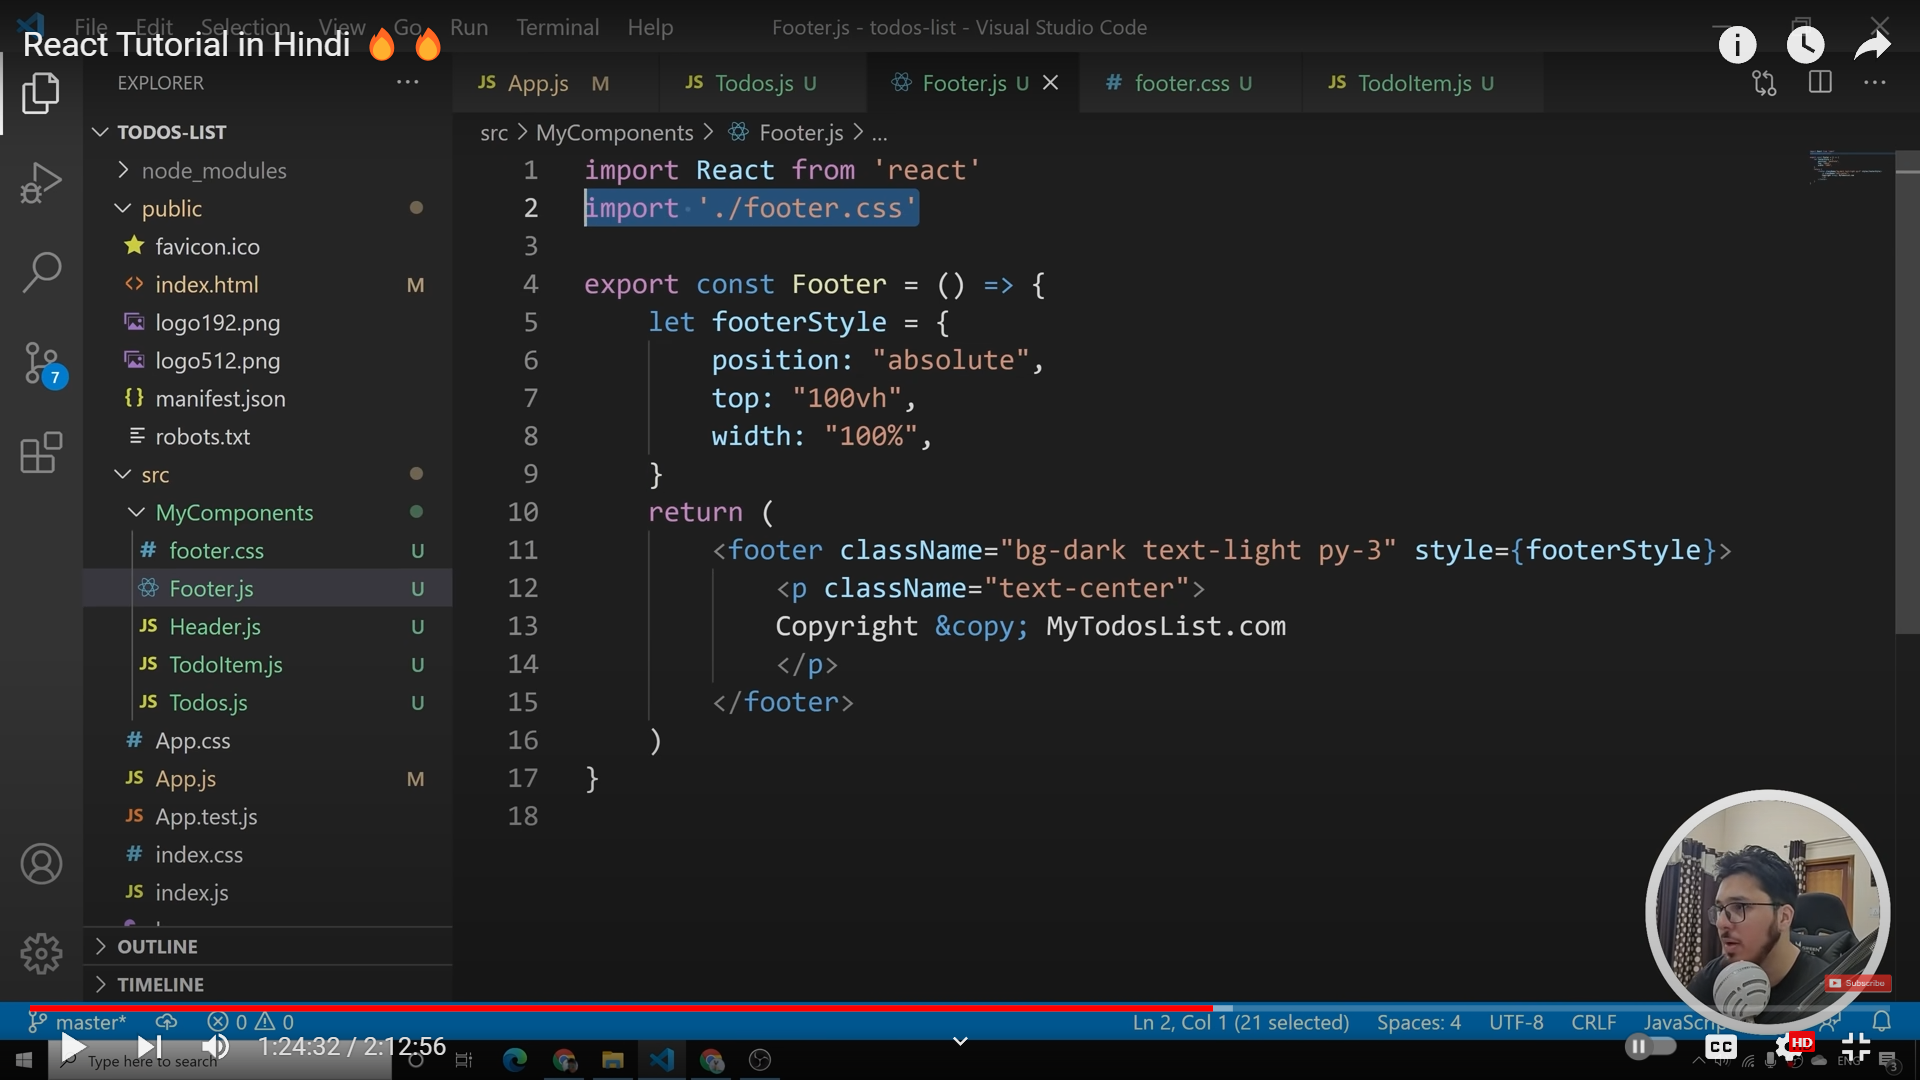 File Edit Selection View Go Run Terminal Help
Footer.js - todos-list - Visual Studio Code
React Tutorial in Hindi 🔥 🔥
EXPLORER
TODOS-LIST
node_modules
public
favicon.ico
index.html M
logo192.png
logo512.png
manifest.json
robots.txt
src
MyComponents
footer.css U
Footer.js U
Header.js U
TodoItem.js U
Todos.js U
App.css
App.js M
App.test.js
index.css
index.js
OUTLINE
TIMELINE
7
JS App.js M
JS Todos.js U
Footer.js U
# footer.css U
JS TodoItem.js U
src > MyComponents > Footer.js > ...
1 import React from 'react'
2 import './footer.css'
3
4 export const Footer = () => {
5 let footerStyle = {
6 position: "absolute",
7 top: "100vh",
8 width: "100%",
9 }
10 return (
11 <footer className="bg-dark text-light py-3" style={footerStyle}>
12 <p className="text-center">
13 Copyright &copy; MyTodosList.com
14 </p>
15 </footer>
16 )
17 }
18
Subscribe
master* 0 0
Ln 2, Col 1 (21 selected) Spaces: 4 UTF-8 CRLF
1:24:32 / 2:12:56
CC
HD
Type here to search
ENG
3